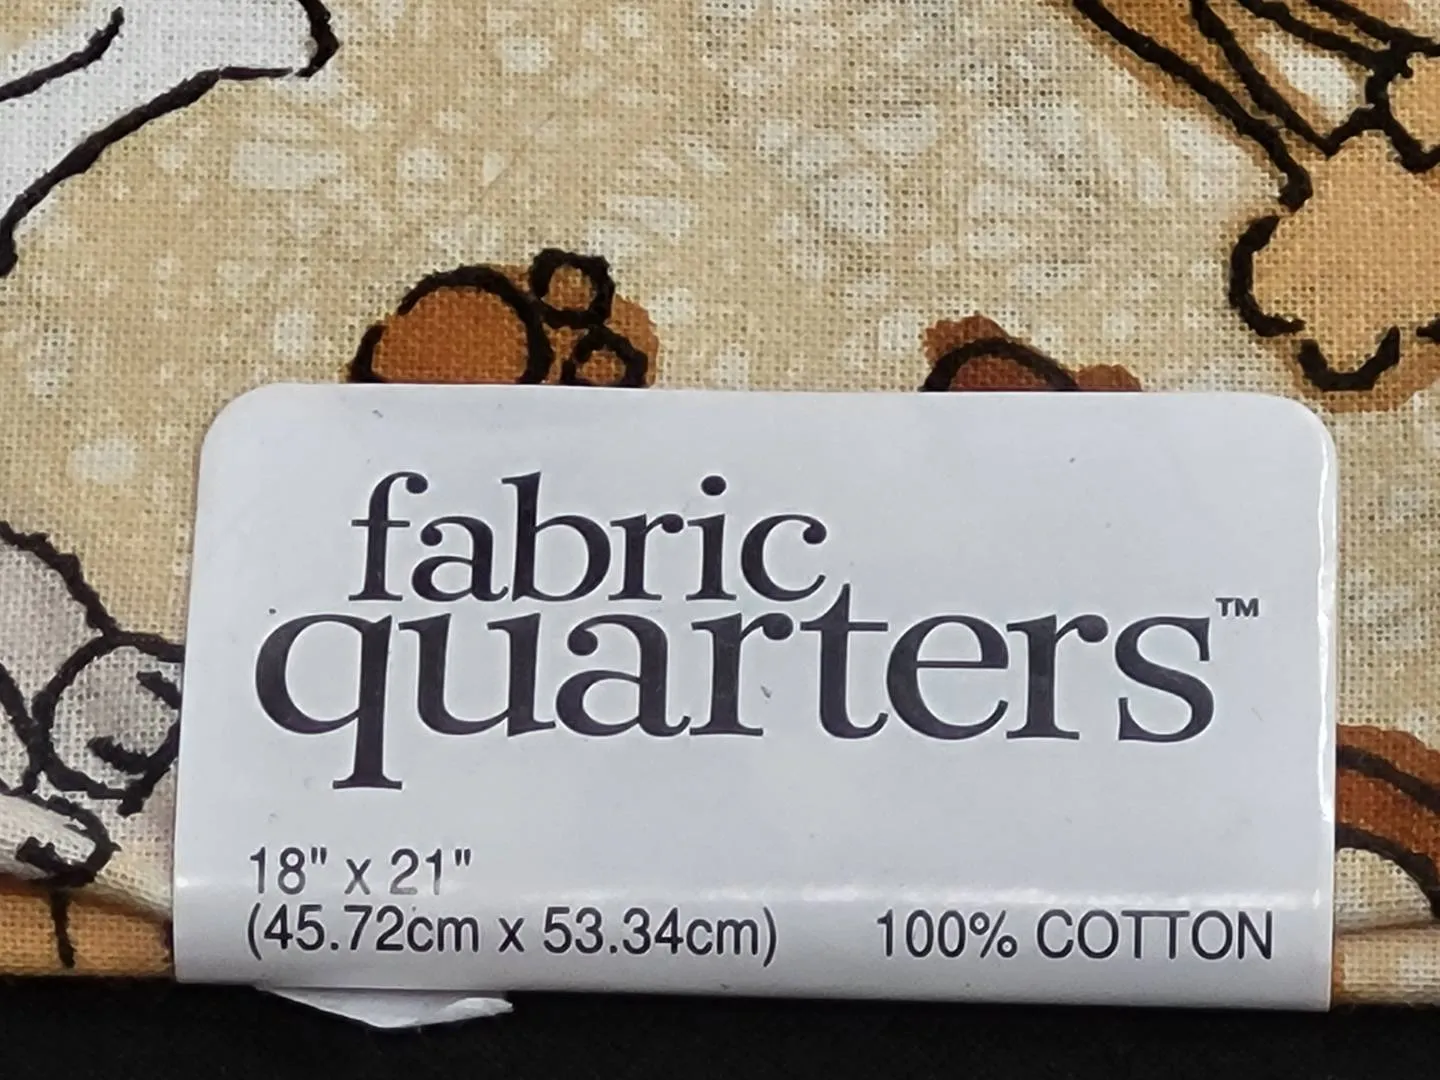 fabric
quarters™
18" x 21"
(45.72cm x 53.34cm) 100% COTTON